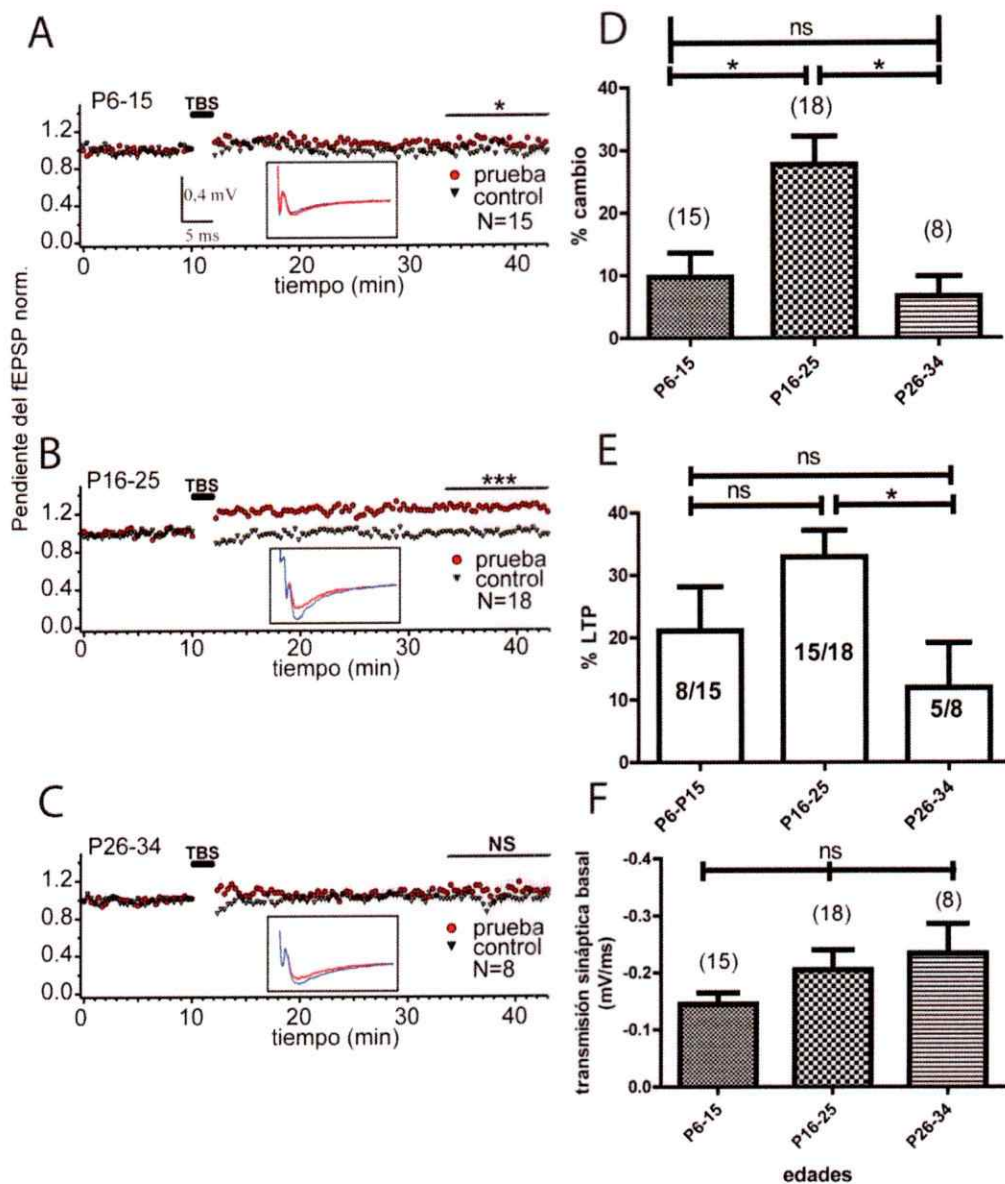 Pendiente del fEPSP norm.
A
P6-15
TBS
*
1.2
0.8
0.4
0.0
0,4 mV
5 ms
prueba
control
N=15
0 10 20 30 40
tiempo (min)
B
P16-25
TBS
***
1.2
0.8
0.4
0.0
prueba
control
N=18
0 10 20 30 40
tiempo (min)
C
P26-34
TBS
NS
1.2
0.8
0.4
0.0
prueba
control
N=8
0 10 20 30 40
tiempo (min)
D
ns
* *
% cambio
40
30
20
10
0
(15)
(18)
(8)
P6-15
P16-25
P26-34
E
ns
ns *
% LTP
40
30
20
10
0
8/15
15/18
5/8
P6-P15
P16-25
P26-34
F
ns
transmisión sináptica basal
(mV/ms)
-0.4
-0.3
-0.2
-0.1
0.0
(15)
(18)
(8)
P6-15
P16-25
P26-34
edades